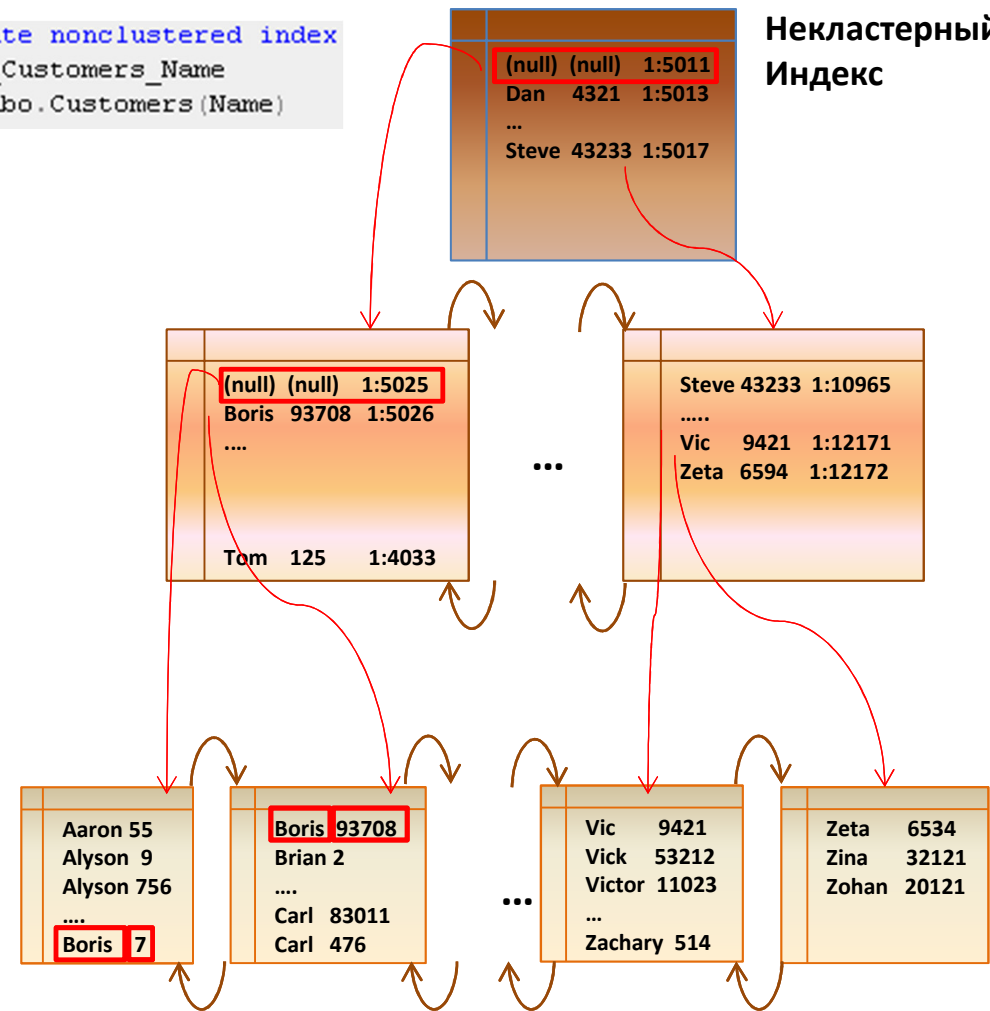 te nonclustered index
_Customers_Name
bo.Customers(Name)
Некластерный
Индекс
(null) (null) 1:5011
Dan 4321 1:5013
…
Steve 43233 1:5017
(null) (null) 1:5025
Boris 93708 1:5026
....
Tom 125 1:4033
...
Steve 43233 1:10965
.....
Vic 9421 1:12171
Zeta 6594 1:12172
Aaron 55
Alyson 9
Alyson 756
....
Boris 7
Boris 93708
Brian 2
....
Carl 83011
Carl 476
...
Vic 9421
Vick 53212
Victor 11023
…
Zachary 514
Zeta 6534
Zina 32121
Zohan 20121